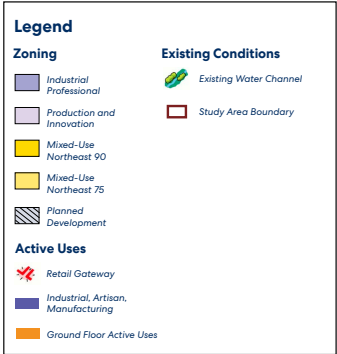 Legend
Zoning
Industrial
Professional
Production and
Innovation
Mixed-Use
Northeast 90
Mixed-Use
Northeast 75
Planned
Development
Existing Conditions
Existing Water Channel
Study Area Boundary
Active Uses
Retail Gateway
Industrial, Artisan,
Manufacturing
Ground Floor Active Uses